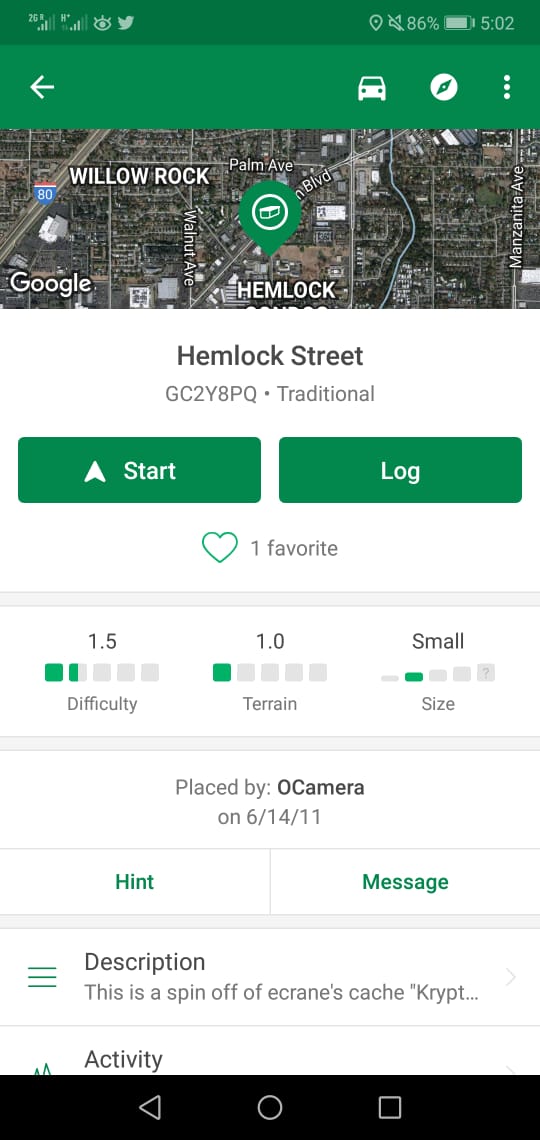 2G R H+ 86% 5:02
WILLOW ROCK
Palm Ave
n Blvd
80
Walnut Ave
Manzanita Ave
Google
HEMLOCK
Hemlock Street
GC2Y8PQ • Traditional
Start
Log
1 favorite
1.5
1.0
Small
?
Difficulty
Terrain
Size
Placed by: OCamera
on 6/14/11
Hint
Message
Description
This is a spin off of ecrane's cache "Krypt...
Activity